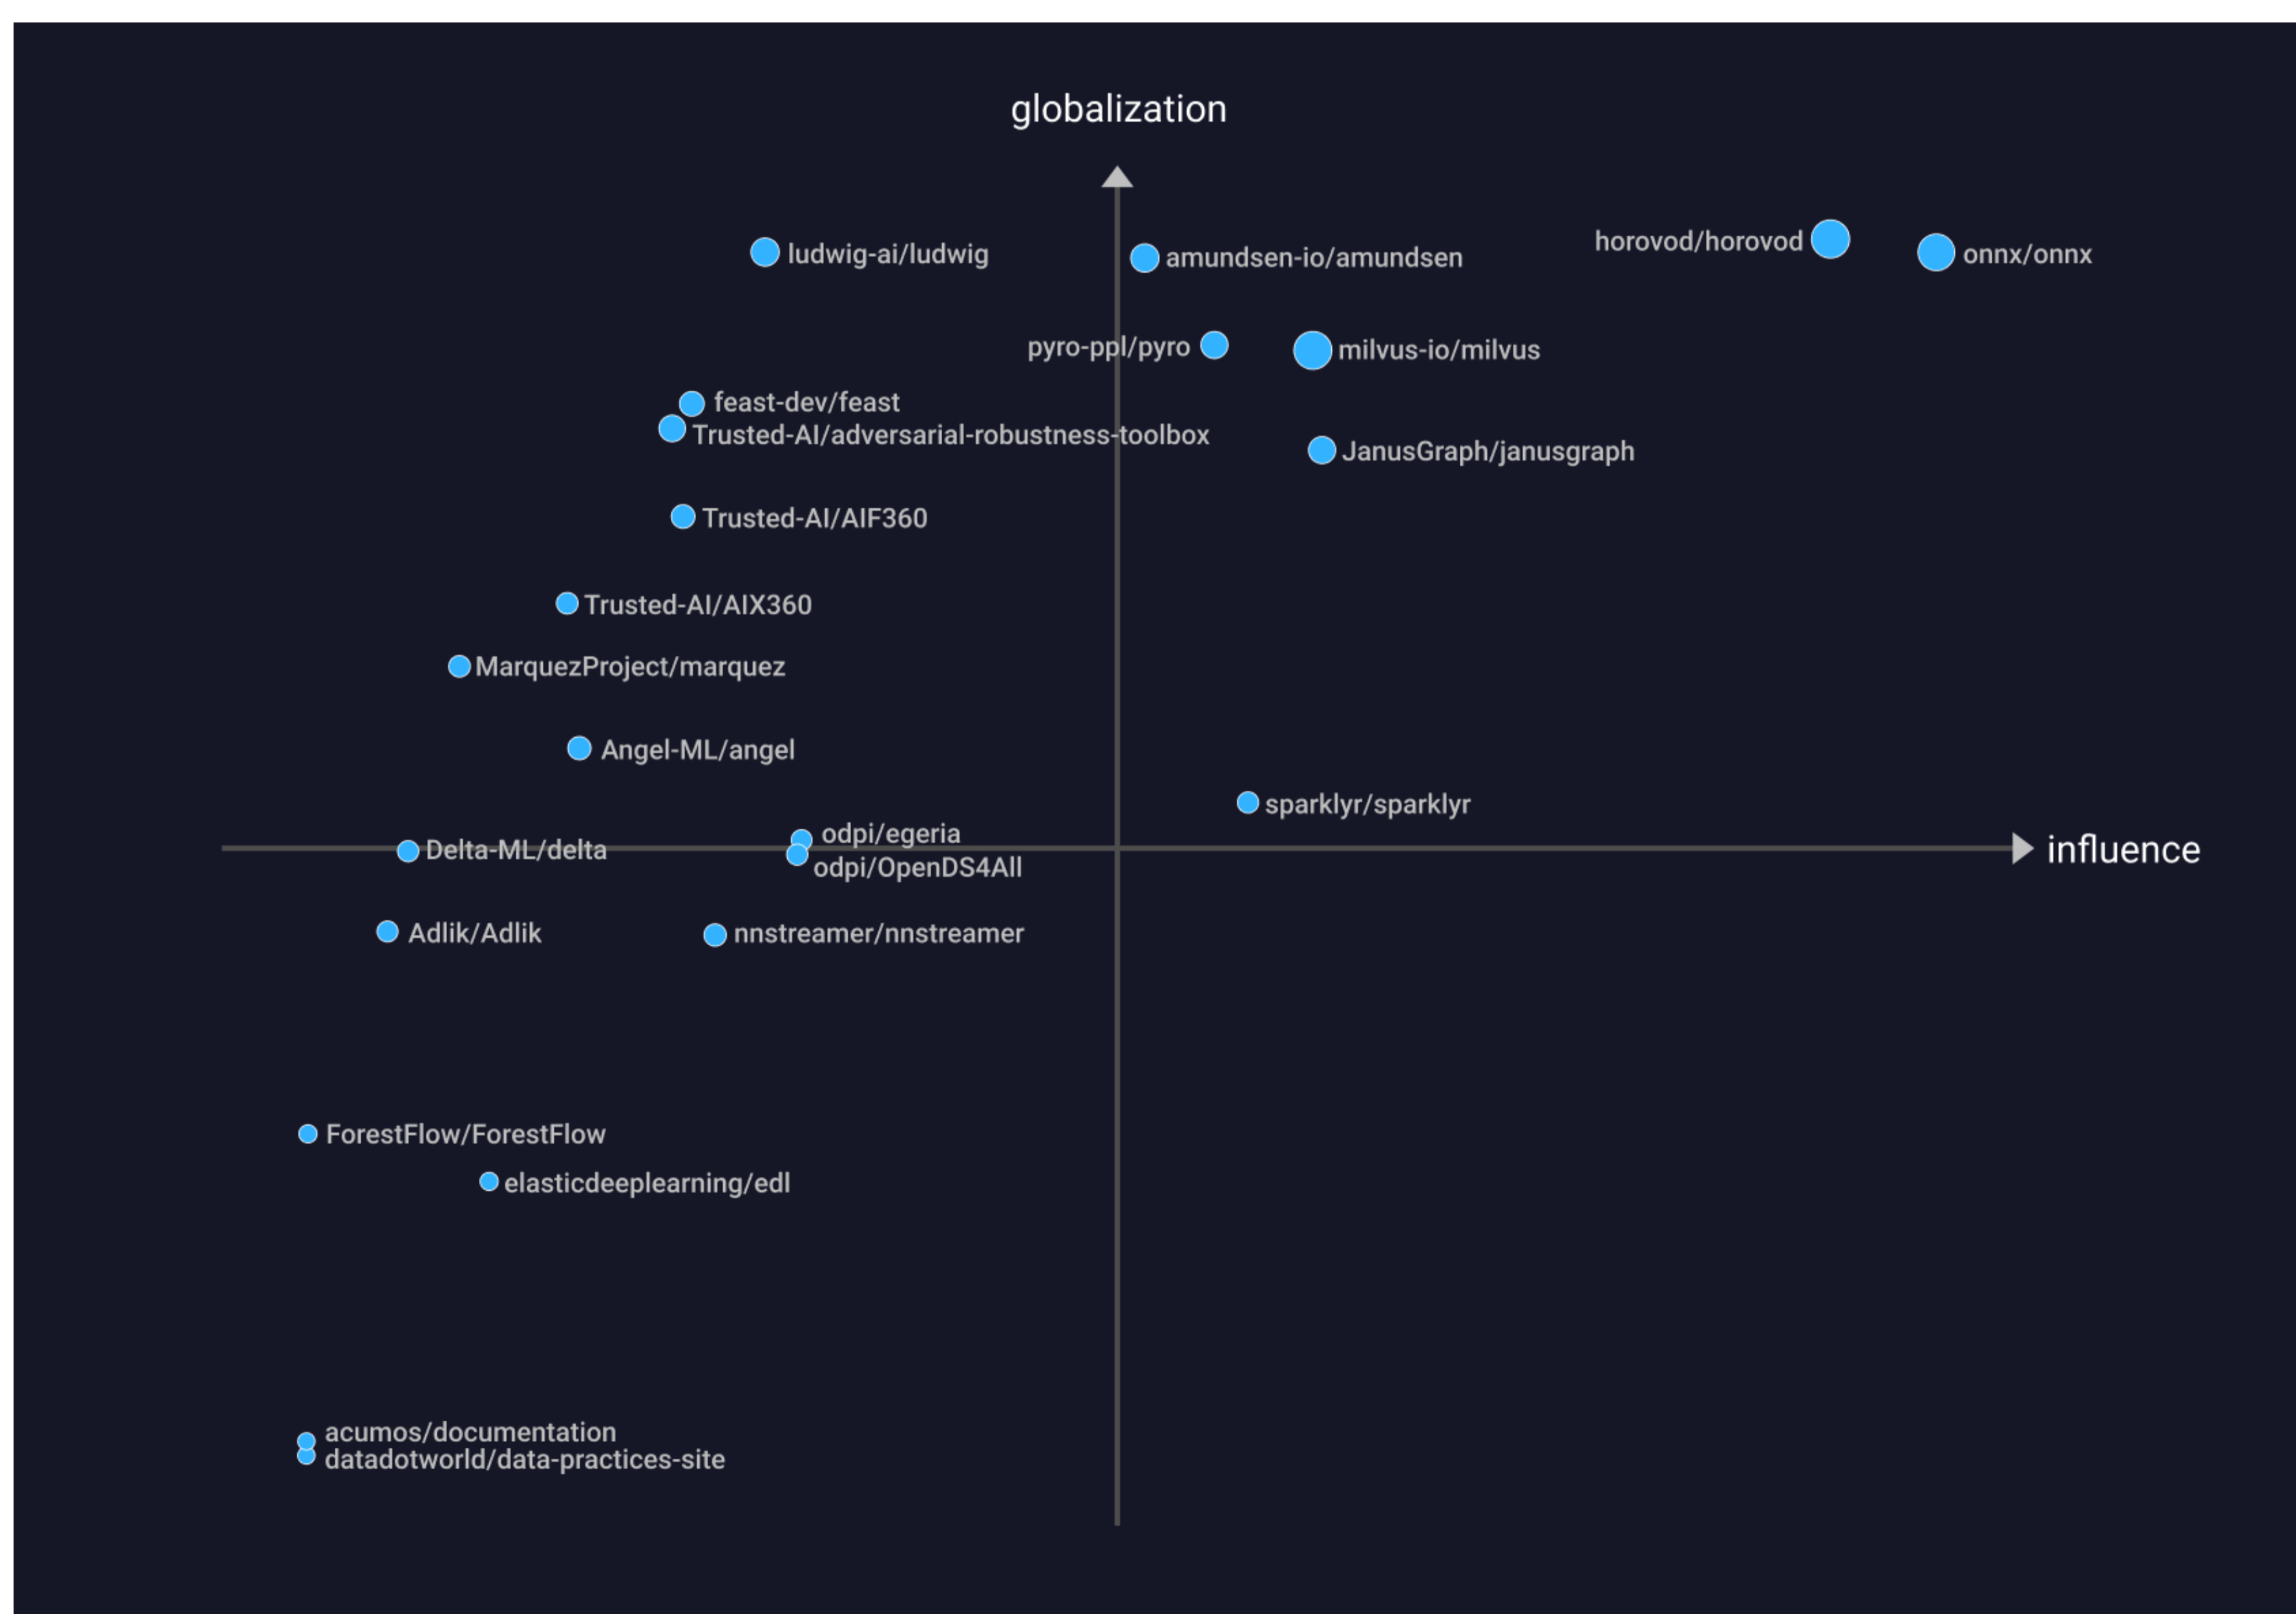 globalization
horovod/horovod
ludwig-ai/ludwig
amundsen-io/amundsen
onnx/onnx
pyro-ppl/pyro
milvus-io/milvus
feast-dev/feast
Trusted-AI/adversarial-robustness-toolbox
JanusGraph/janusgraph
Trusted-AI/AIF360
Trusted-AI/AIX360
MarquezProject/marquez
Angel-ML/angel
sparklyr/sparklyr
odpi/egeria
Delta-ML/delta
influence
odpi/OpenDS4All
Adlik/Adlik
nnstreamer/nnstreamer
ForestFlow/ForestFlow
elasticdeeplearning/edl
acumos/documentation
datadotworld/data-practices-site